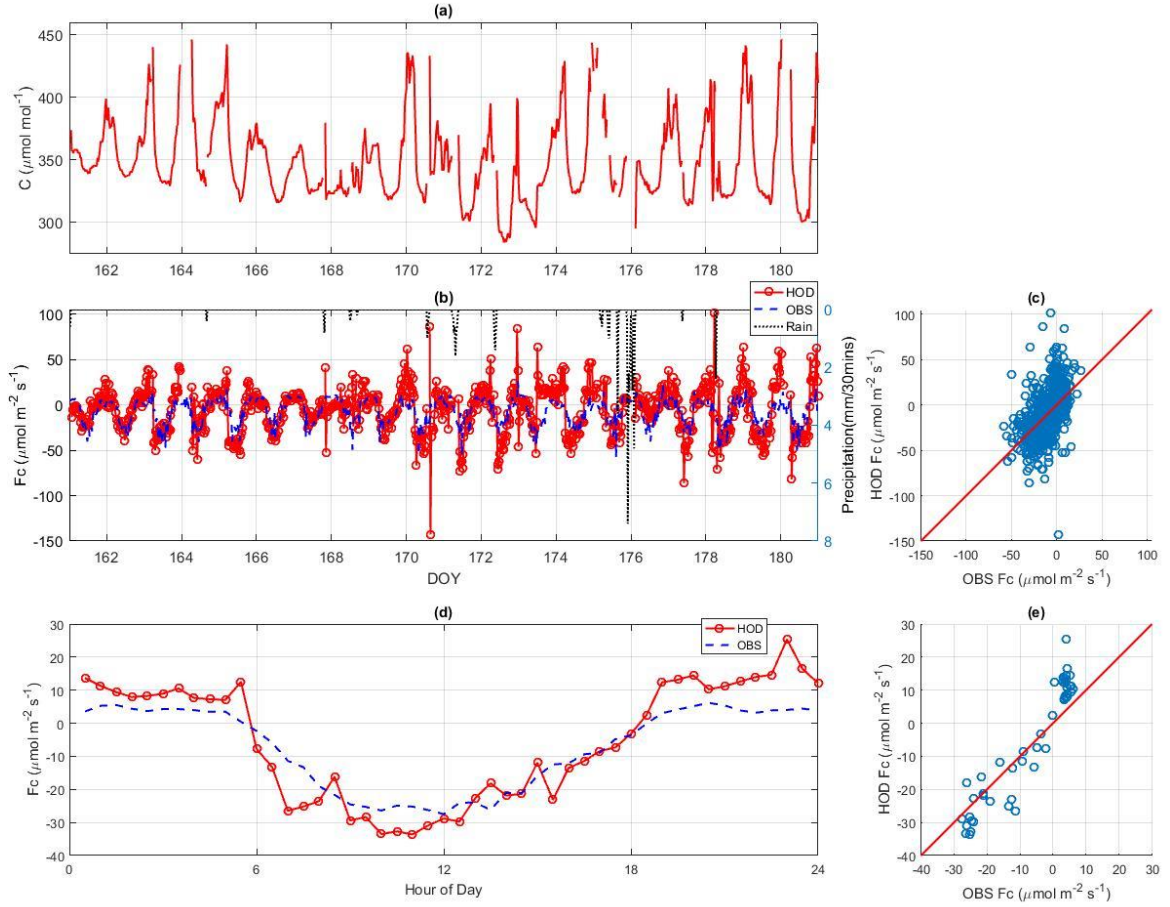 (a)
450
400
350
300
C (μmol mol⁻¹)
162 164 166 168 170 172 174 176 178 180
(b)
100
50
0
-50
-100
-150
Fc (μmol m⁻² s⁻¹)
HOD
OBS
Rain
0
2
4
6
8
Precipitation(mm/30mins)
162 164 166 168 170 172 174 176 178 180
DOY
(c)
100
50
0
-50
-100
-150
HOD Fc (μmol m⁻² s⁻¹)
-150 -100 -50 0 50 100
OBS Fc (μmol m⁻² s⁻¹)
(d)
30
20
10
0
-10
-20
-30
-40
Fc (μmol m⁻² s⁻¹)
HOD
OBS
0 6 12 18 24
Hour of Day
(e)
30
20
10
0
-10
-20
-30
-40
HOD Fc (μmol m⁻² s⁻¹)
-40 -30 -20 -10 0 10 20 30
OBS Fc (μmol m⁻² s⁻¹)